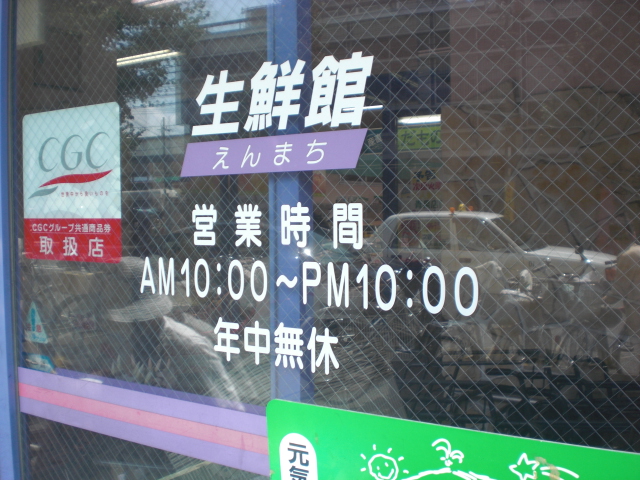 生鮮館
えんまち
CGC
CGCグループ共通商品券
取扱店
営業時間
AM10:00~PM10:00
年中無休
元気